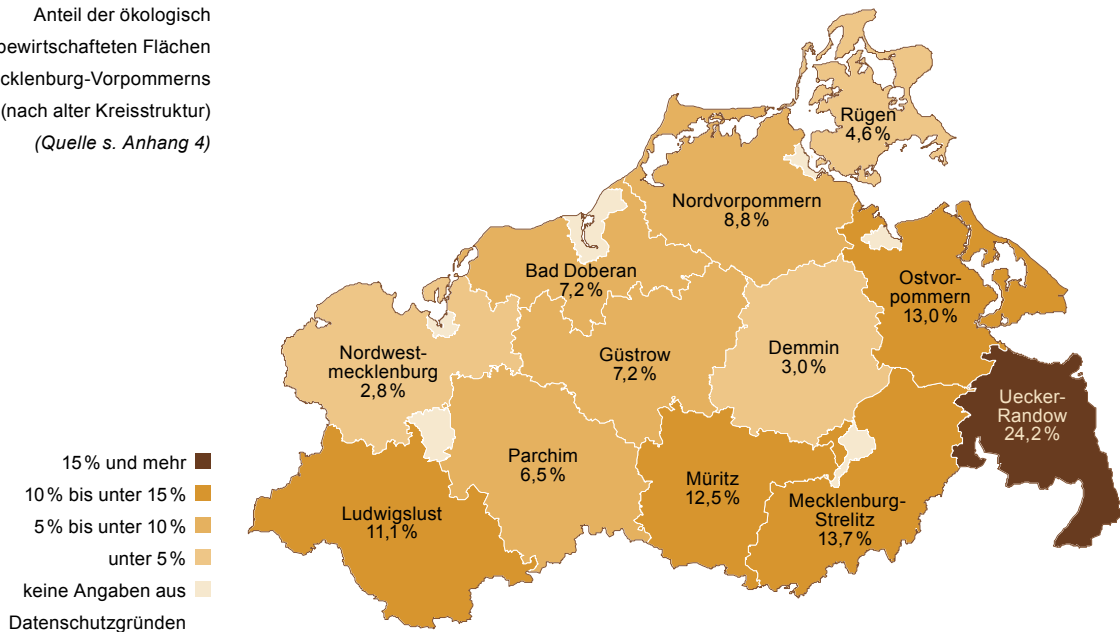 Anteil der ökologisch
bewirtschafteten Flächen
cklenburg-Vorpommerns
(nach alter Kreisstruktur)
(Quelle s. Anhang 4)
Rügen
4,6 %
Nordvorpommern
8,8 %
Bad Doberan
7,2 %
Ostvor-
pommern
13,0 %
Nordwest-
mecklenburg
2,8 %
Güstrow
7,2 %
Demmin
3,0 %
Uecker-
Randow
24,2 %
Parchim
6,5 %
Müritz
12,5 %
Mecklenburg-
Strelitz
13,7 %
Ludwigslust
11,1 %
15 % und mehr
10 % bis unter 15 %
5 % bis unter 10 %
unter 5 %
keine Angaben aus
Datenschutzgründen